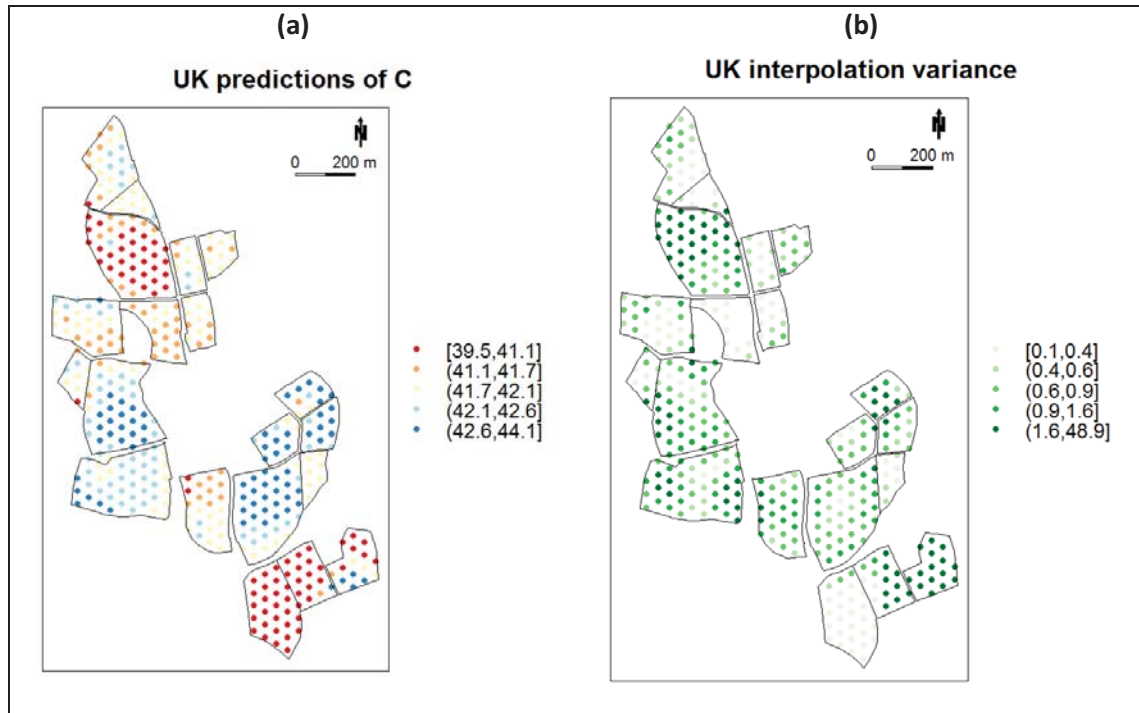 (a)
UK predictions of C
N
0 200 m
[39.5,41.1]
(41.1,41.7]
(41.7,42.1]
(42.1,42.6]
(42.6,44.1]
(b)
UK interpolation variance
N
0 200 m
[0.1,0.4]
(0.4,0.6]
(0.6,0.9]
(0.9,1.6]
(1.6,48.9]